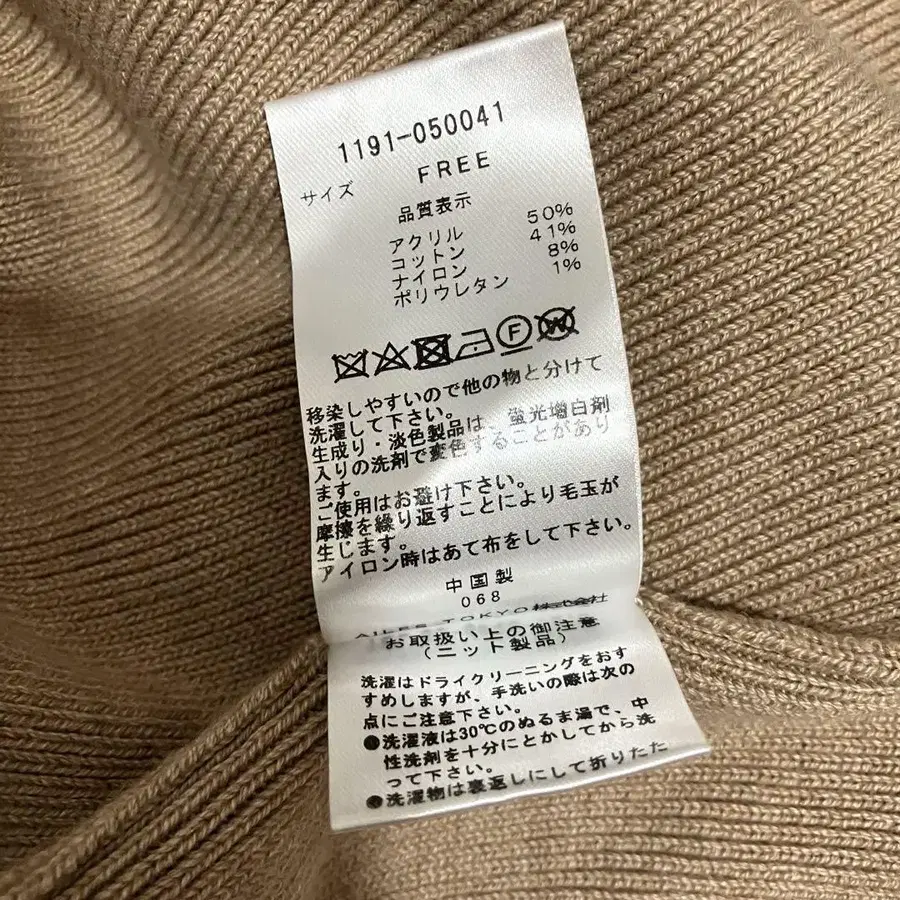 1191-050041
サイズ FREE
品質表示
アクリル 50%
コットン 41%
ナイロン 8%
ポリウレタン 1%
F W
移染しやすいので他の物と分けて
洗濯して下さい。
生成り・淡色製品は、蛍光増白剤
入りの洗剤で変色することがあり
ます。
ご使用はお避け下さい。
摩擦を繰り返すことにより毛玉が
生じます。
アイロン時はあて布をして下さい。
中国製
068
TOKYO株式会社
お取扱い上の御注意
(ニット製品)
洗濯はドライクリーニングをおす
すめしますが、手洗いの際は次の
点にご注意下さい。
●洗濯液は30℃のぬるま湯で、中
性洗剤を十分にとかしてから洗
って下さい。
●洗濯物は裏返しにして折りたた